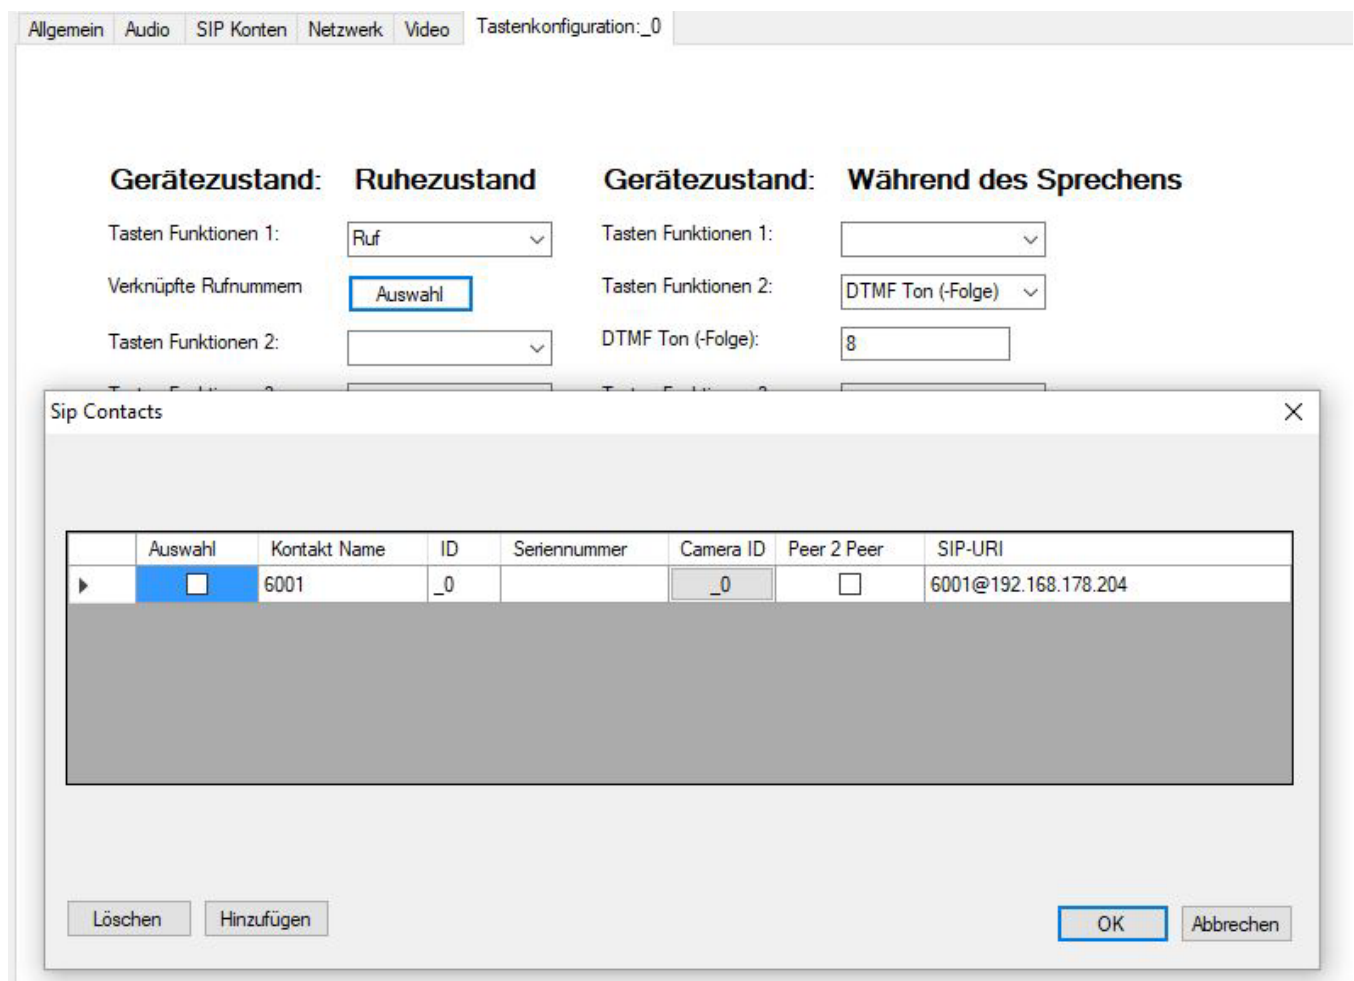 Allgemein Audio SIP Konten Netzwerk Video Tastenkonfiguration:_0
Gerätezustand: Ruhezustand Gerätezustand: Während des Sprechens
Tasten Funktionen 1: Ruf Tasten Funktionen 1:
Verknüpfte Rufnummern Auswahl Tasten Funktionen 2: DTMF Ton (-Folge)
Tasten Funktionen 2: DTMF Ton (-Folge): 8
Sip Contacts
Auswahl Kontakt Name ID Seriennummer Camera ID Peer 2 Peer SIP-URI
6001 _0 _0 6001@192.168.178.204
Löschen Hinzufügen OK Abbrechen